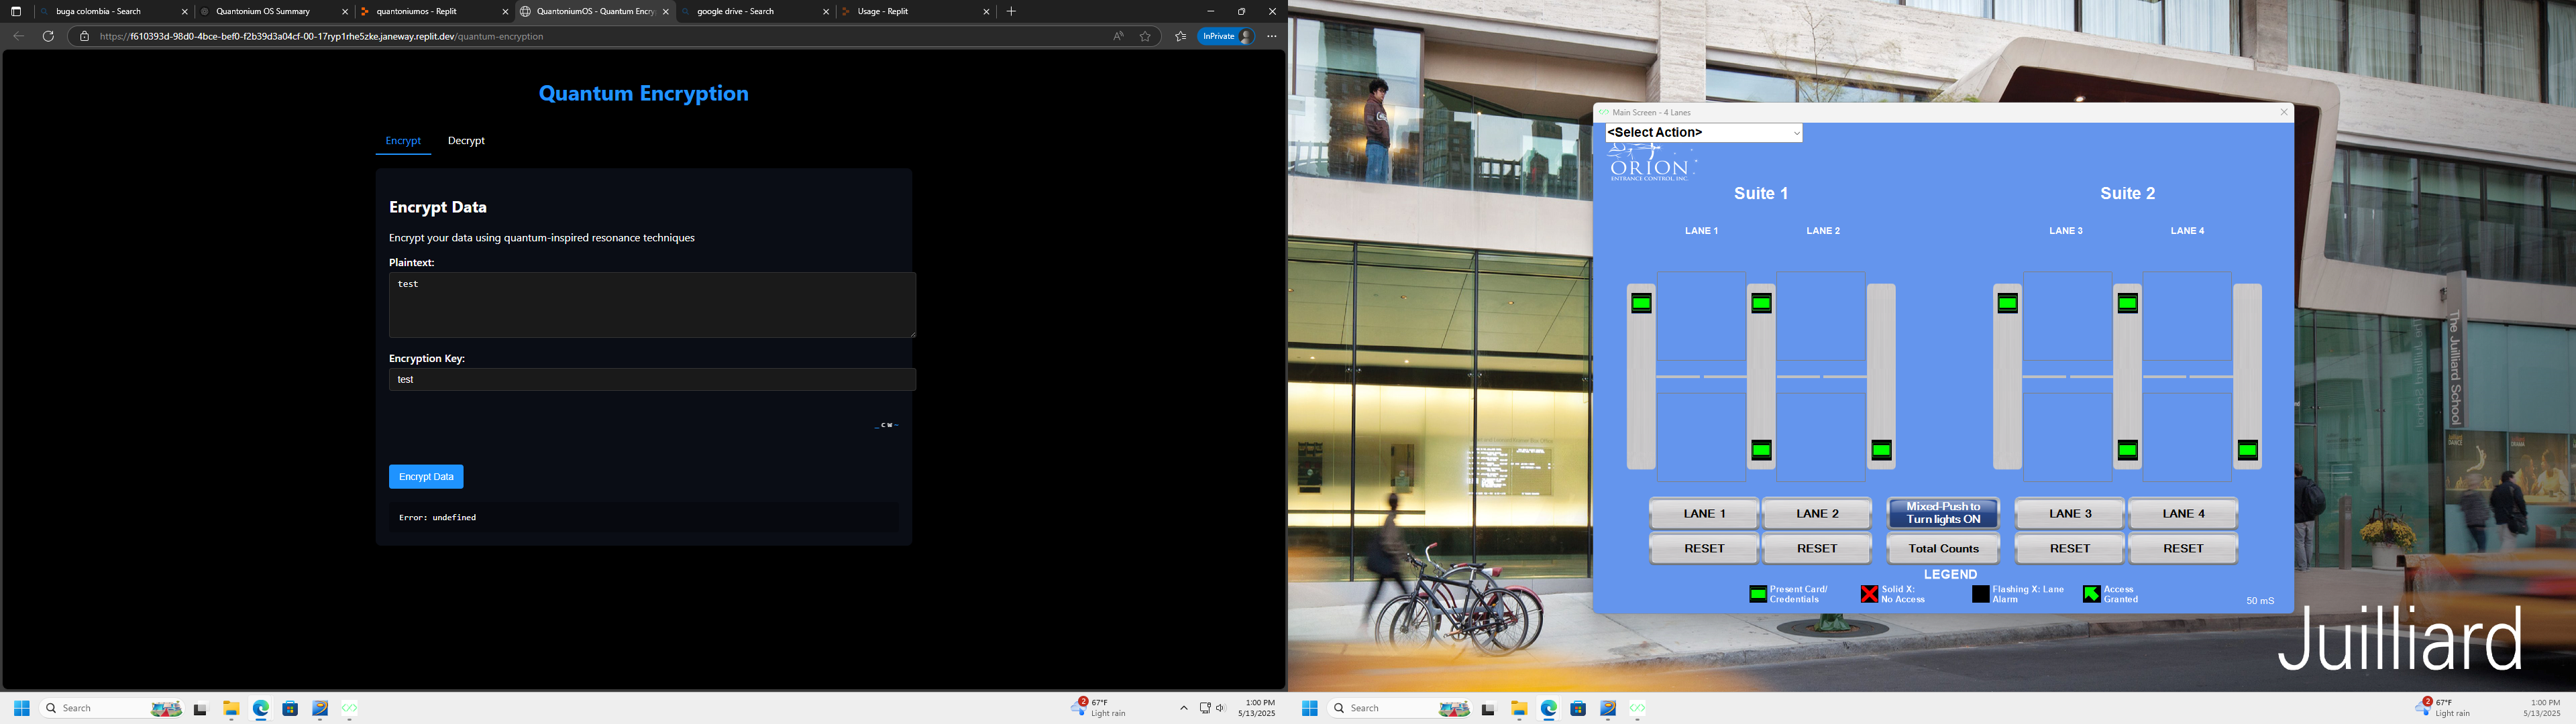 buga colombia - Search
Quantonium OS Summary
quantoniumos - Replit
QuantoniumOS - Quantum Encry
google drive - Search
Usage - Replit
https://f610393d-98d0-4bce-bef0-f2b39d3a04cf-00-17ryp1rhe5zke.janeway.replit.dev/quantum-encryption
InPrivate
Quantum Encryption
Encrypt
Decrypt
Encrypt Data
Encrypt your data using quantum-inspired resonance techniques
Plaintext:
test
Encryption Key:
test
_ c w ~
Encrypt Data
Error: undefined
Search
2
67°F
Light rain
1:00 PM
5/13/2025
Main Screen - 4 Lanes
<Select Action>
ORION
ENTRANCE CONTROL, INC.
Suite 1
Suite 2
LANE 1
LANE 2
LANE 3
LANE 4
LANE 1
LANE 2
Mixed-Push to
Turn lights ON
LANE 3
LANE 4
RESET
RESET
Total Counts
RESET
RESET
LEGEND
Present Card/
Credentials
Solid X:
No Access
Flashing X: Lane
Alarm
Access
Granted
50 mS
The Juilliard School
Juilliard
Search
2
67°F
Light rain
1:00 PM
5/13/2025